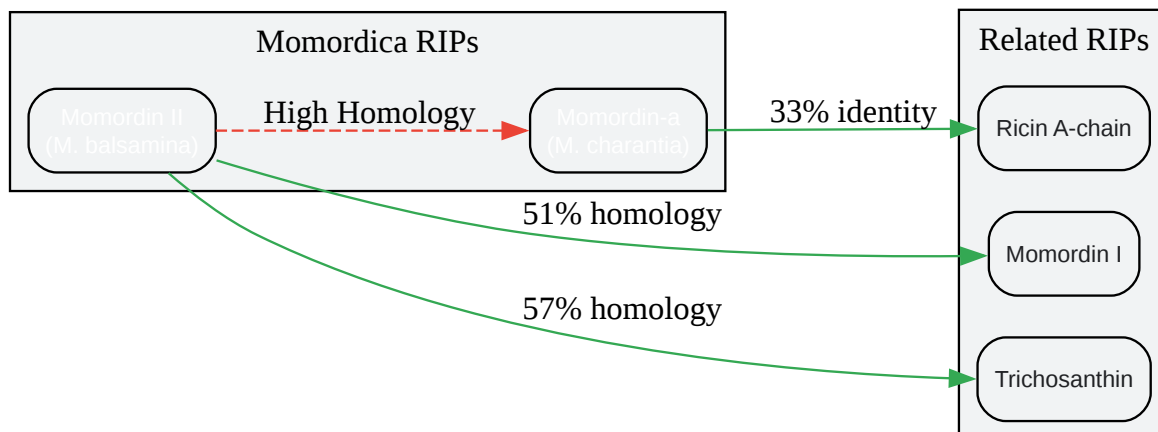 Momordica RIPs
Related RIPs
Momordin II
(M. balsamina)
High Homology
Momordin-a
(M. charantia)
33% identity
Ricin A-chain
51% homology
Momordin I
57% homology
Trichosanthin